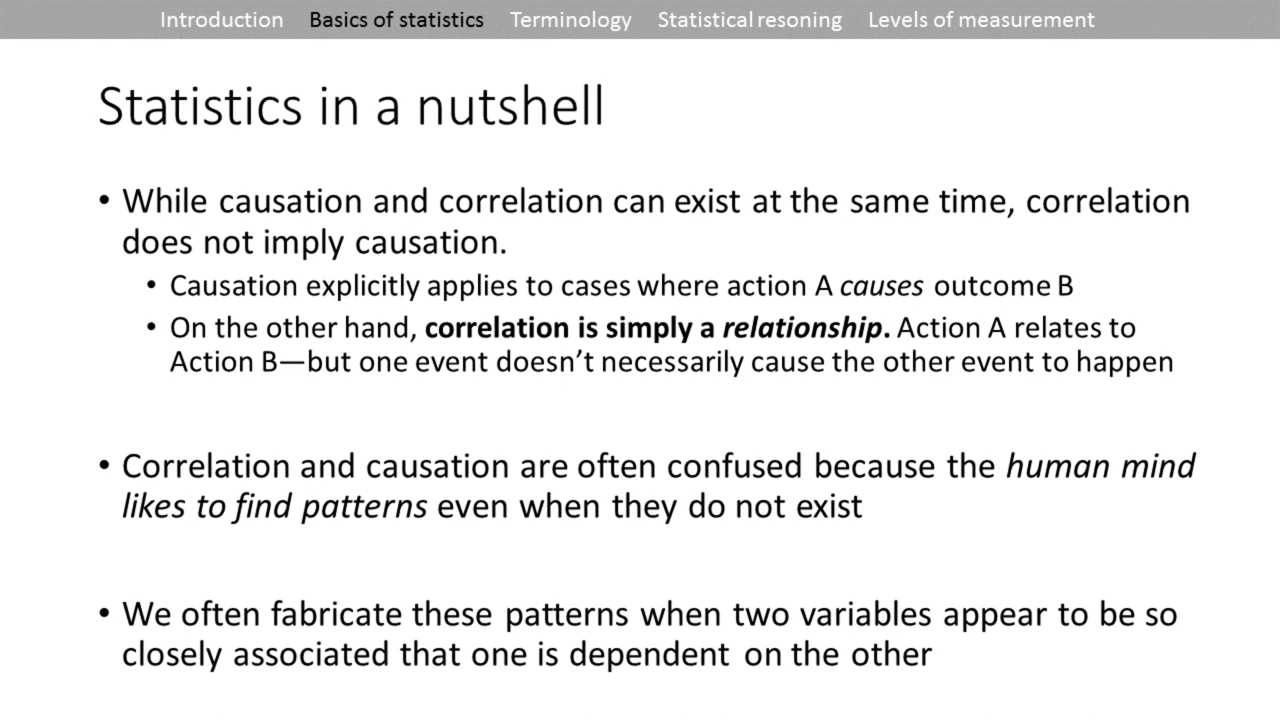 Introduction Basics of statistics Terminology Statistical resoning Levels of measurement
Statistics in a nutshell
• While causation and correlation can exist at the same time, correlation
does not imply causation.
• Causation explicitly applies to cases where action A causes outcome B
• On the other hand, correlation is simply a relationship. Action A relates to
Action B—but one event doesn’t necessarily cause the other event to happen
• Correlation and causation are often confused because the human mind
likes to find patterns even when they do not exist
• We often fabricate these patterns when two variables appear to be so
closely associated that one is dependent on the other